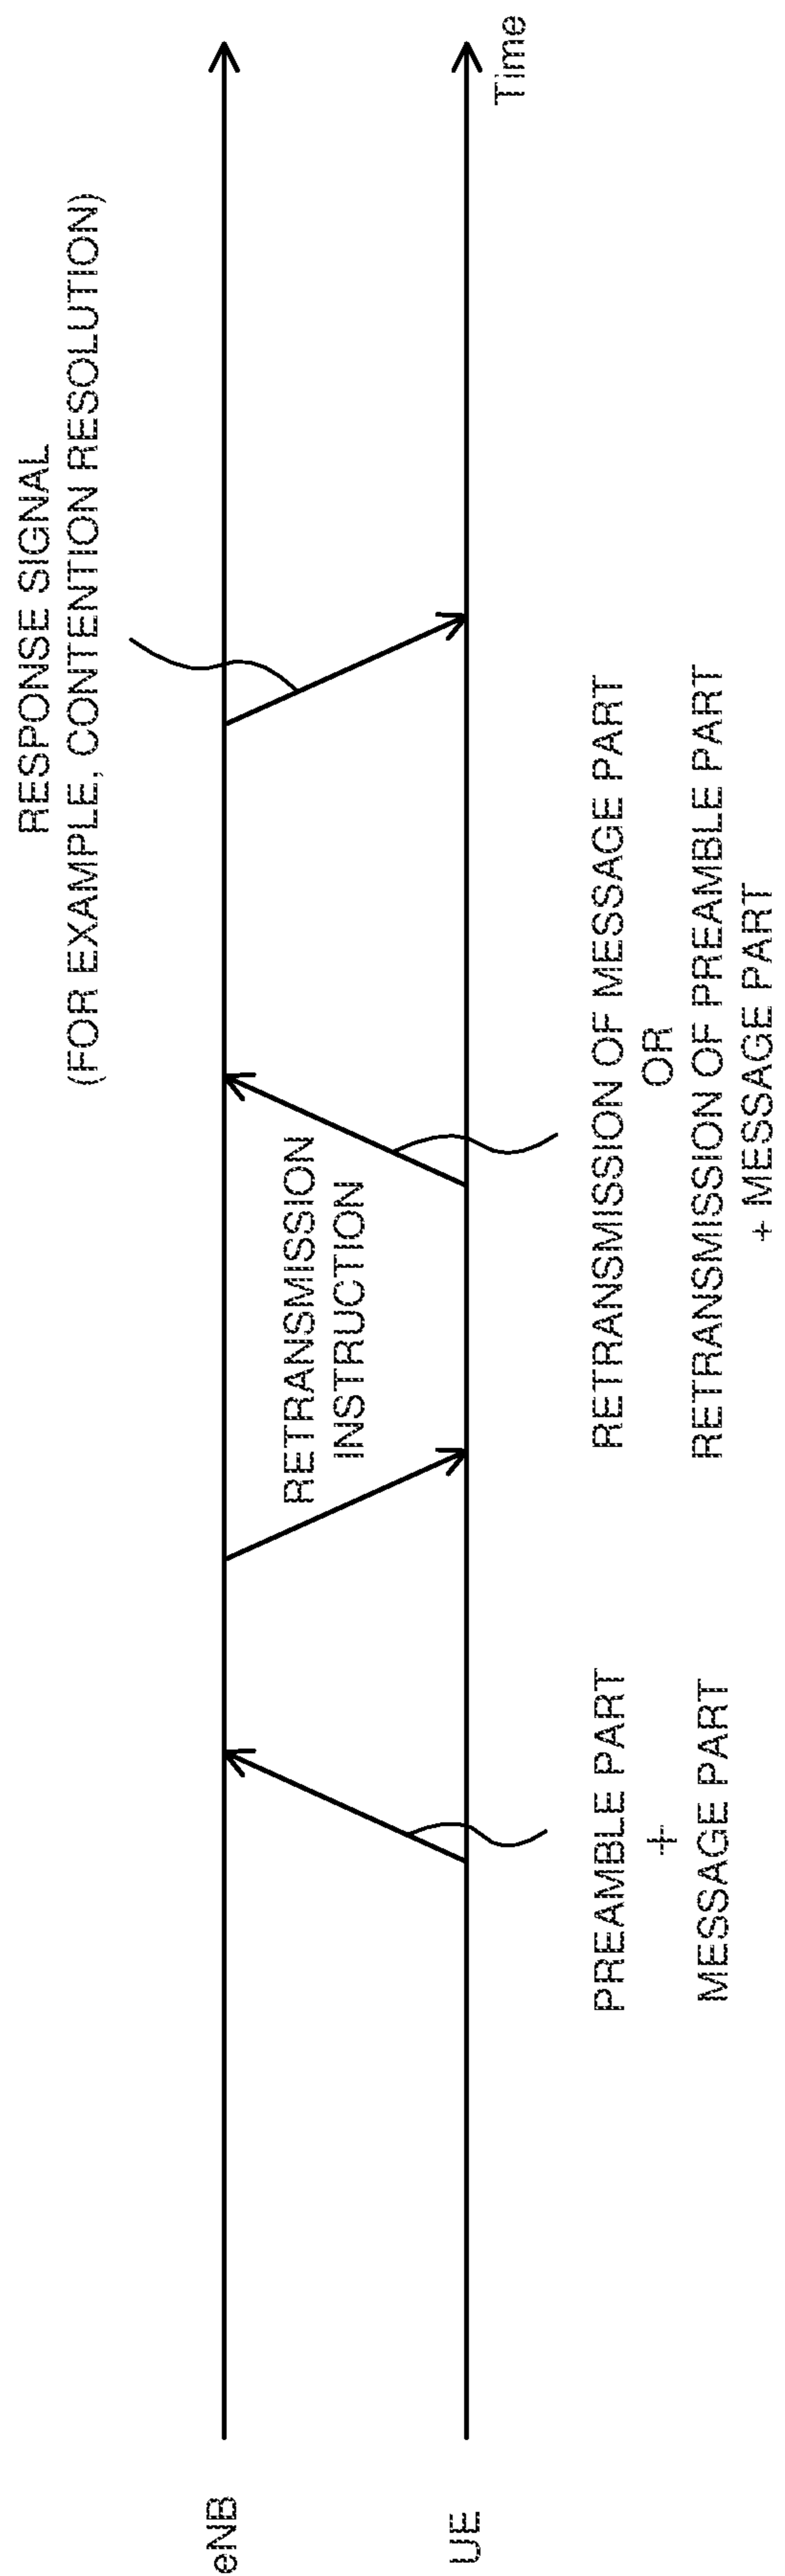 RESPONSE SIGNAL
(FOR EXAMPLE, CONTENTION RESOLUTION)
eNB
RETRANSMISSION
INSTRUCTION
UE
Time
PREAMBLE PART
+
MESSAGE PART
RETRANSMISSION OF MESSAGE PART
OR
RETRANSMISSION OF PREAMBLE PART
+ MESSAGE PART